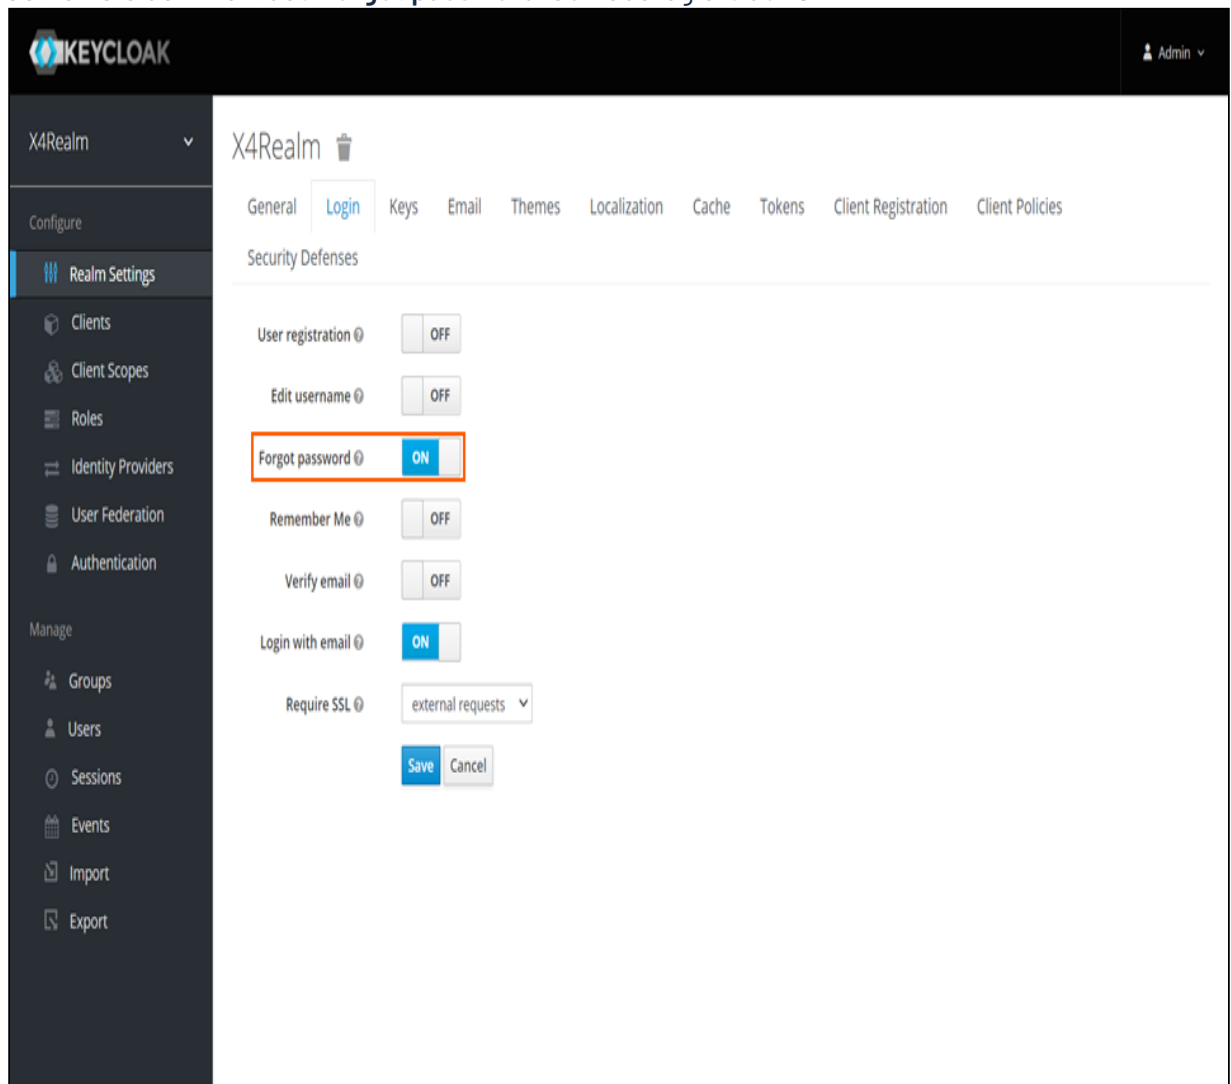 KEYCLOAK
Admin
X4Realm
X4Realm
General Login Keys Email Themes Localization Cache Tokens Client Registration Client Policies
Security Defenses
Configure
Realm Settings
Clients
Client Scopes
Roles
Identity Providers
User Federation
Authentication
Manage
Groups
Users
Sessions
Events
Import
Export
User registration OFF
Edit username OFF
Forgot password ON
Remember Me OFF
Verify email OFF
Login with email ON
Require SSL external requests
Save Cancel